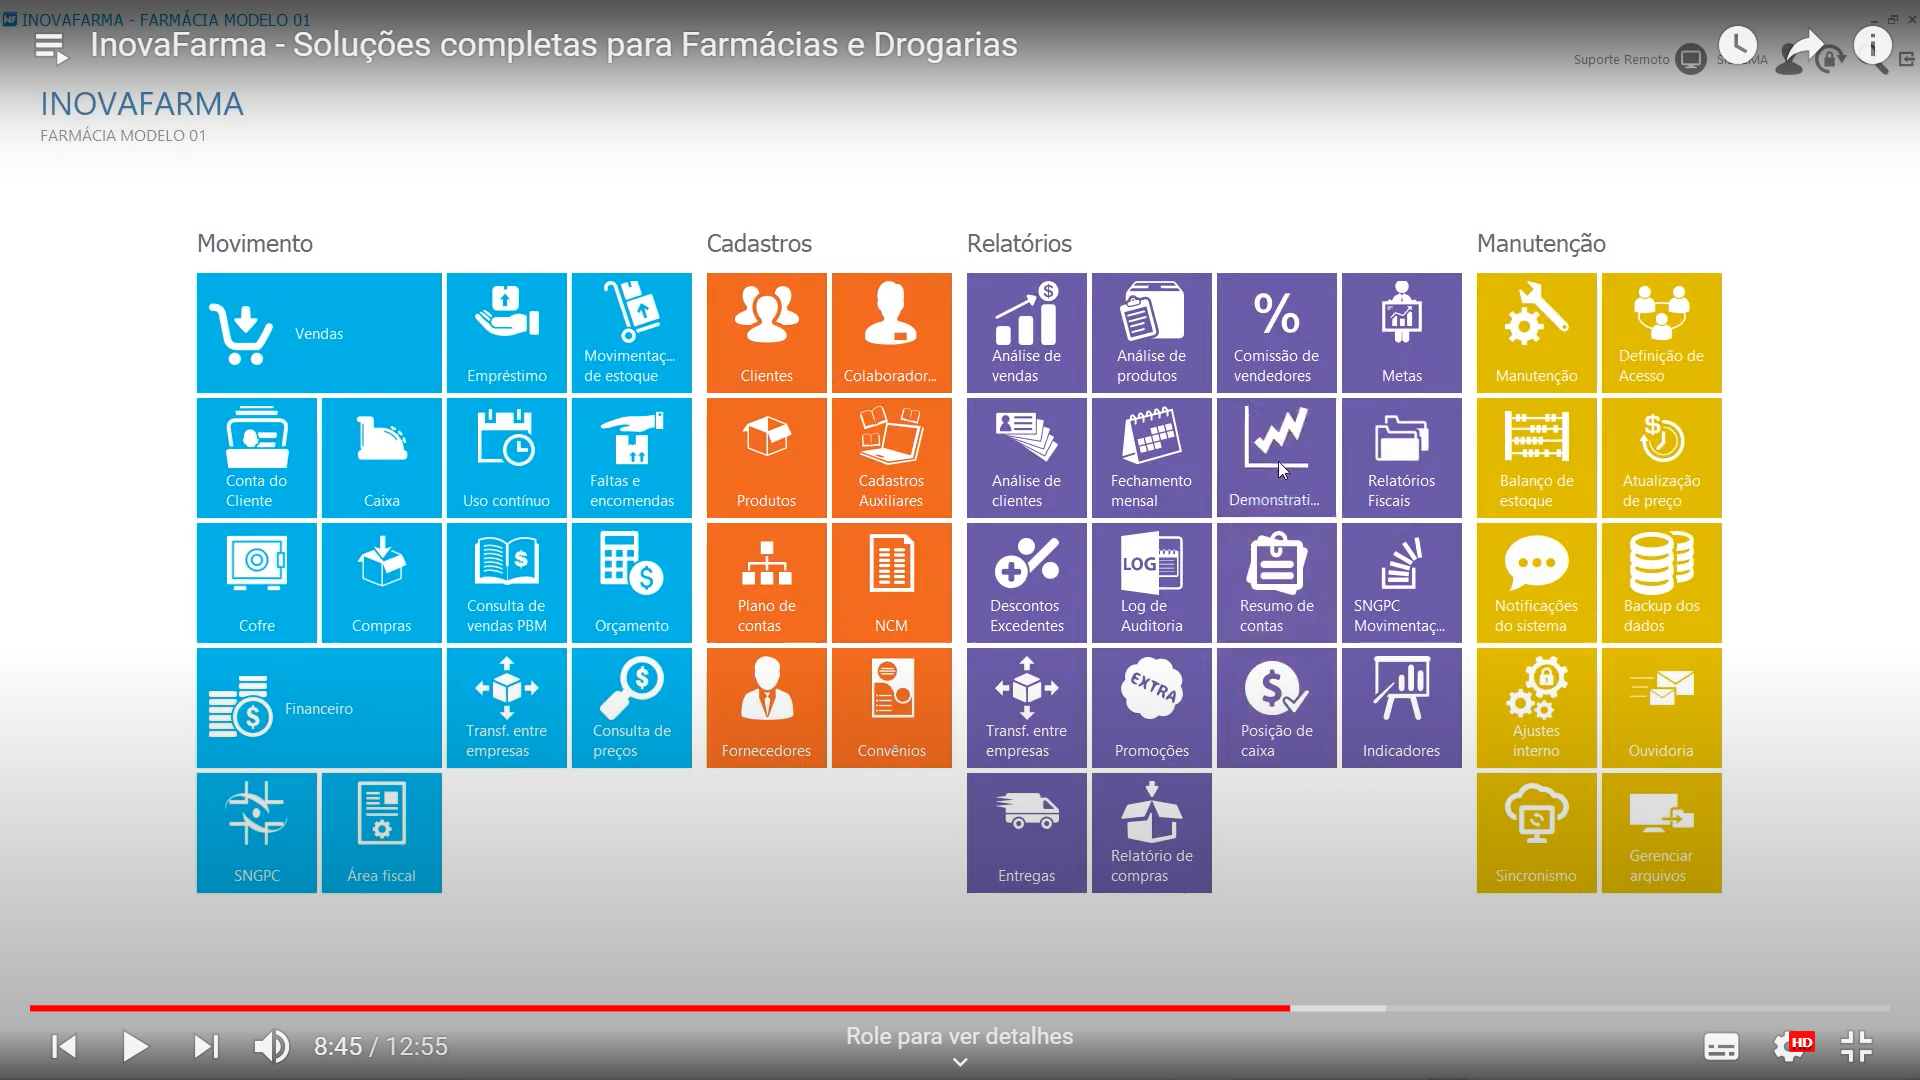 INOVAFARMA - FARMÁCIA MODELO 01
InovaFarma - Soluções completas para Farmácias e Drogarias
Suporte Remoto
INOVAFARMA
FARMÁCIA MODELO 01
Movimento
Vendas
Empréstimo
Movimentaç...
de estoque
Conta do
Cliente
Caixa
Uso contínuo
Faltas e
encomendas
Cofre
Compras
Consulta de
vendas PBM
Orçamento
Financeiro
Transf. entre
empresas
Consulta de
preços
SNGPC
Área fiscal
Cadastros
Clientes
Colaborador...
Produtos
Cadastros
Auxiliares
Plano de
contas
NCM
Fornecedores
Convênios
Relatórios
Análise de
vendas
Análise de
produtos
%
Comissão de
vendedores
Metas
Análise de
clientes
Fechamento
mensal
Demonstrati...
Relatórios
Fiscais
Descontos
Excedentes
LOG
Log de
Auditoria
Resumo de
contas
SNGPC
Movimentaç...
Transf. entre
empresas
EXTRA
Promoções
Posição de
caixa
Indicadores
Entregas
Relatório de
compras
Manutenção
Manutenção
Definição de
Acesso
Balanço de
estoque
Atualização
de preço
Notificações
do sistema
Backup dos
dados
Ajustes
interno
Ouvidoria
Sincronismo
Gerenciar
arquivos
8:45 / 12:55
Role para ver detalhes
HD